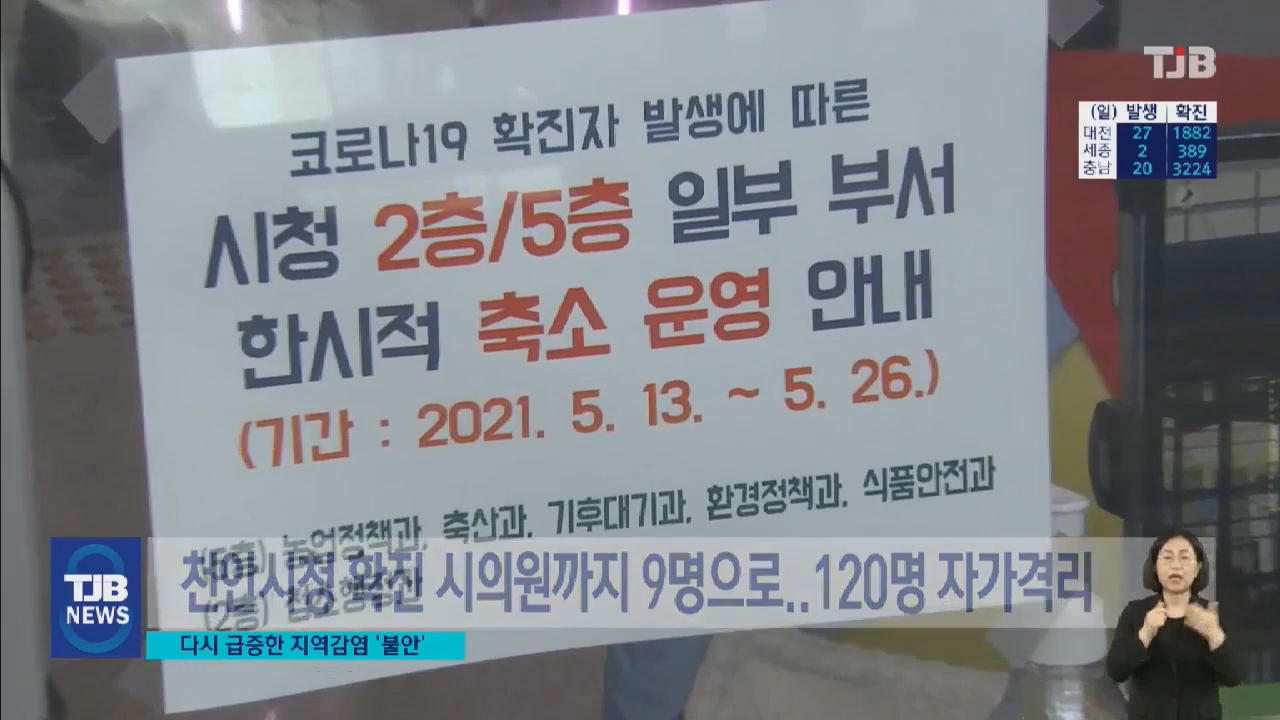 TJB
(일) 발생 확진
대전 27 1882
세종 2 389
충남 20 3224
코로나19 확진자 발생에 따른
시청 2층/5층 일부 부서
한시적 축소 운영 안내
(기간 : 2021. 5. 13. ~ 5. 26.)
(5층) 농업정책과, 축산과, 기후대기과, 환경정책과, 식품안전과
(2층)
TJB
NEWS
천안시청 확진 시의원까지 9명으로..120명 자가격리
다시 급증한 지역감염 '불안'